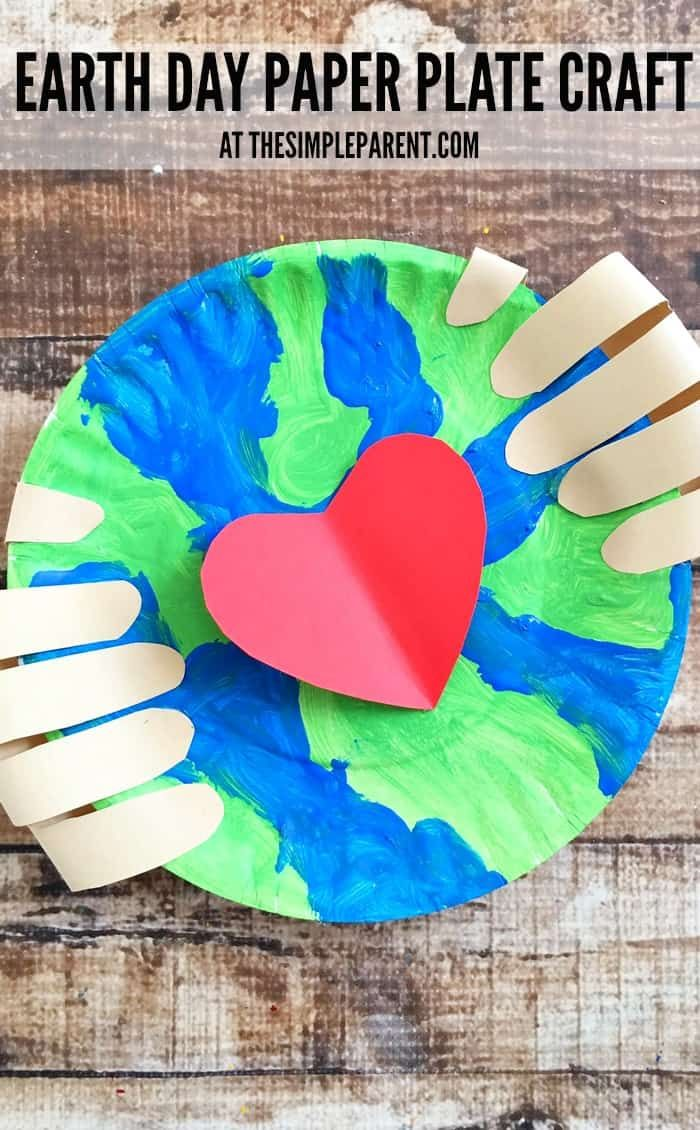 EARTH DAY PAPER PLATE CRAFT
AT THESIMPLEPARENT.COM